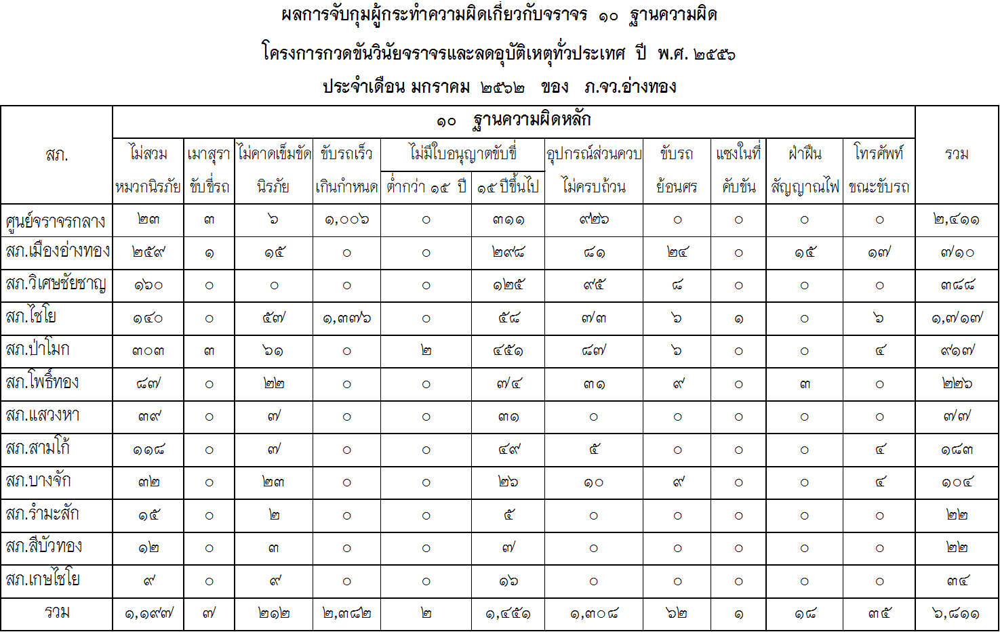 ผลการจับกุมผู้กระทำความผิดเกี่ยวกับจราจร ๑๐ ฐานความผิด
โครงการกวดขันวินัยจราจรและลดอุบัติเหตุทั่วประเทศ ปี พ.ศ. ๒๕๕๖
ประจำเดือน มกราคม ๒๕๖๒ ของ ภ.จว.อ่างทอง
๑๐ ฐานความผิดหลัก
สภ. ไม่สวม เมาสุรา ไม่คาดเข็มขัด ขับรถเร็ว ไม่มีใบอนุญาตขับขี่ อุปกรณ์ส่วนควบ ขับรถ แซงในที่ ฝ่าฝืน โทรศัพท์ รวม
หมวกนิรภัย ขับขี่รถ นิรภัย เกินกำหนด ต่ำกว่า ๑๕ ปี ๑๕ ปีขึ้นไป ไม่ครบถ้วน ย้อนศร คับขัน สัญญาณไฟ ขณะขับรถ
ศูนย์จราจรกลาง ๒๓ ๓ ๖ ๑,๐๐๖ ๐ ๓๑๑ ๙๒๖ ๐ ๐ ๐ ๐ ๒,๔๑๑
สภ.เมืองอ่างทอง ๒๕๙ ๑ ๑๕ ๐ ๐ ๒๙๘ ๘๑ ๒๔ ๐ ๑๕ ๑๗ ๗๑๐
สภ.วิเศษชัยชาญ ๑๖๐ ๐ ๐ ๐ ๐ ๑๒๕ ๙๕ ๘ ๐ ๐ ๐ ๓๘๘
สภ.ไชโย ๑๔๐ ๐ ๕๗ ๑,๓๗๖ ๐ ๕๘ ๗๓ ๖ ๑ ๐ ๖ ๑,๗๑๗
สภ.ป่าโมก ๓๐๓ ๓ ๖๑ ๐ ๒ ๔๕๑ ๘๗ ๖ ๐ ๐ ๔ ๙๑๗
สภ.โพธิ์ทอง ๘๗ ๐ ๒๒ ๐ ๐ ๗๔ ๓๑ ๙ ๐ ๓ ๐ ๒๒๖
สภ.แสวงหา ๓๙ ๐ ๗ ๐ ๐ ๓๑ ๐ ๐ ๐ ๐ ๐ ๗๗
สภ.สามโก้ ๑๑๘ ๐ ๗ ๐ ๐ ๔๙ ๕ ๐ ๐ ๐ ๔ ๑๘๓
สภ.บางจัก ๓๒ ๐ ๒๓ ๐ ๐ ๒๖ ๑๐ ๙ ๐ ๐ ๔ ๑๐๔
สภ.รำมะสัก ๑๕ ๐ ๒ ๐ ๐ ๕ ๐ ๐ ๐ ๐ ๐ ๒๒
สภ.สีบัวทอง ๑๒ ๐ ๓ ๐ ๐ ๗ ๐ ๐ ๐ ๐ ๐ ๒๒
สภ.เกษไชโย ๙ ๐ ๙ ๐ ๐ ๑๖ ๐ ๐ ๐ ๐ ๐ ๓๔
รวม ๑,๑๙๗ ๗ ๒๑๒ ๒,๓๘๒ ๒ ๑,๔๕๑ ๑,๓๐๘ ๖๒ ๑ ๑๘ ๓๕ ๖,๘๑๑